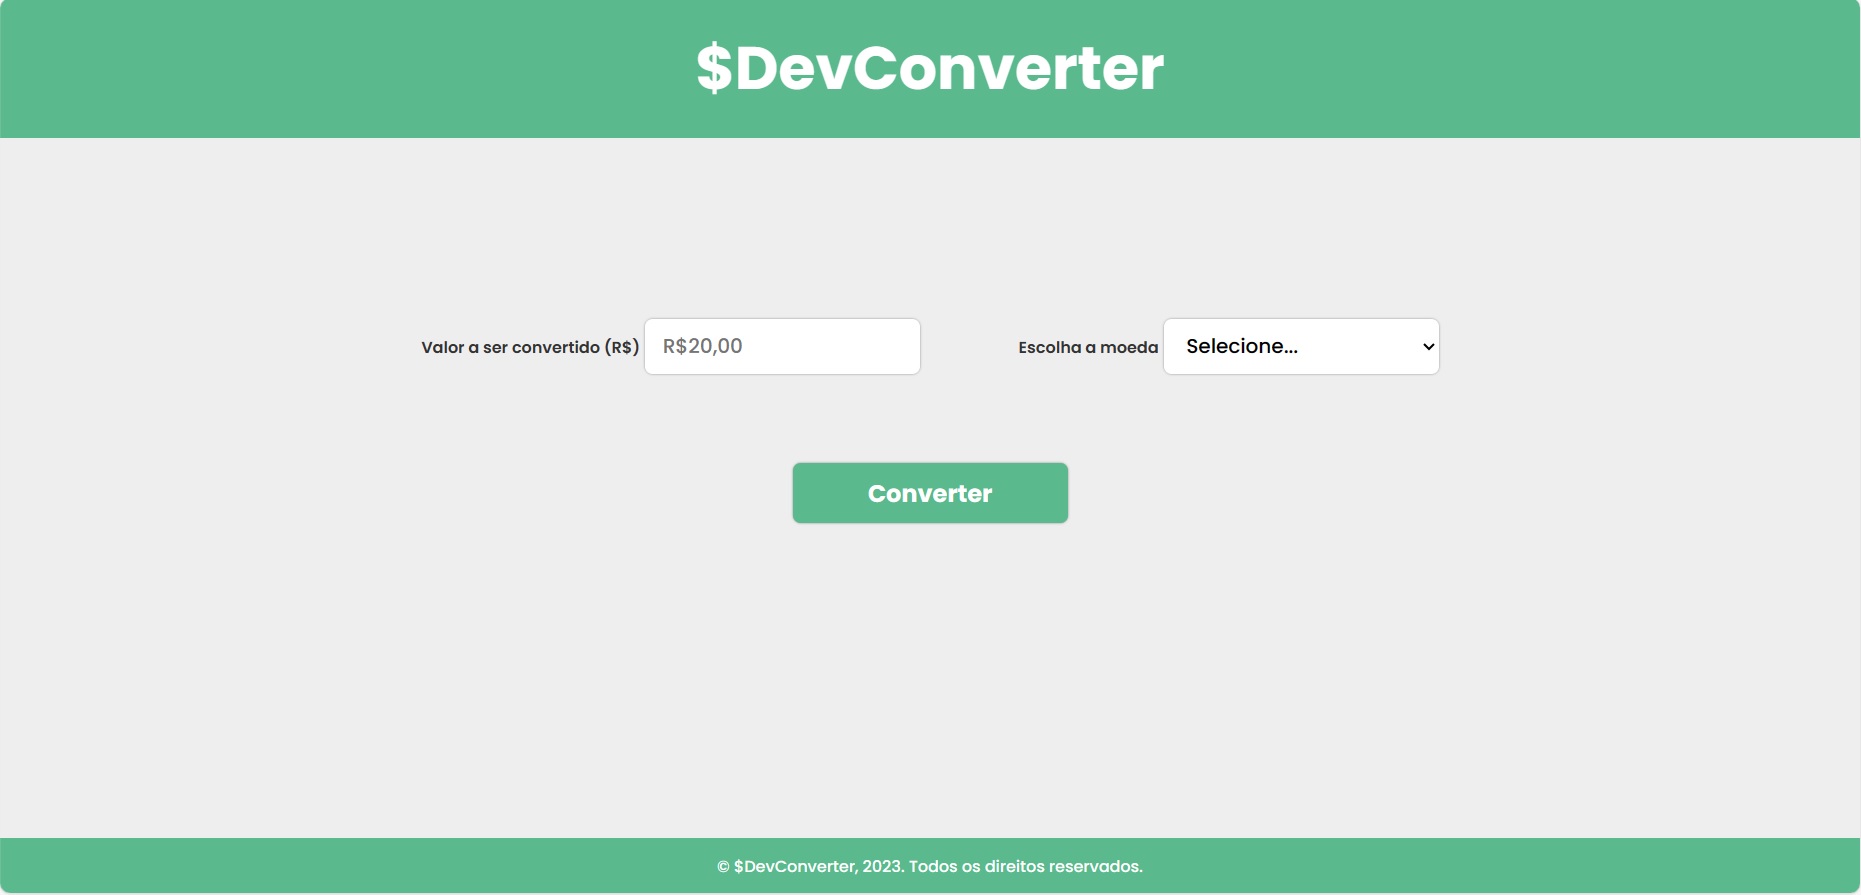 $DevConverter
Valor a ser convertido (R$) R$20,00 Escolha a moeda Selecione...
Converter
© $DevConverter, 2023. Todos os direitos reservados.